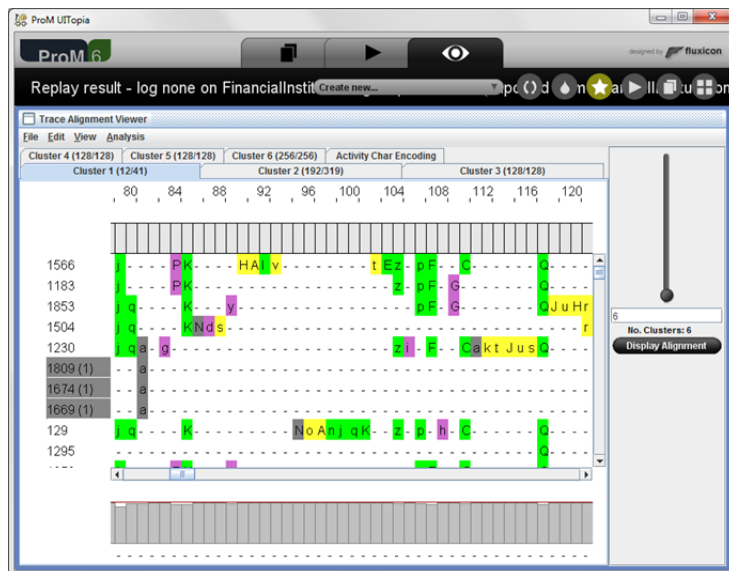 ProM UITopia
ProM 6
designed by fluxicon
Replay result - log none on FinancialInstit
Create new...
Trace Alignment Viewer
File Edit View Analysis
Cluster 4 (128/128) Cluster 5 (128/128) Cluster 6 (256/256) Activity Char Encoding
Cluster 1 (12/41) Cluster 2 (192/319) Cluster 3 (128/128)
, 80 , 84 , 88 , 92 , 96 , 100 , 104 , 108 , 112 , 116 , 120 ,
1566 j - - - - - P K - - - - - H A I v - - - - - - - - - - t E z - p F - - C - - - - - - - - Q - - - -
1183 j - - - - - P K - - - - - - - - - - - - - - - - - - - - - - z - p F - G - - - - - - - - - Q - - - -
1853 j q - - - - - K - - - - y - - - - - - - - - - - - - - - - - - - - p F - G - - - - - - - - - Q J u H r
1504 j q - - - - - K N d s - - - - - - - - - - - - - - - - - - - - - - - - - - - - - - - - - - - - - - - r
1230 j q a - g - - - - - - - - - - - - - - - - - - - - - - - - - z i - F - - C a k t J u s Q - - - -
1809 (1) - - a - - - - - - - - - - - - - - - - - - - - - - - - - - - - - - - - - - - - - - - - - - - - - - -
1674 (1) - - a - - - - - - - - - - - - - - - - - - - - - - - - - - - - - - - - - - - - - - - - - - - - - - -
1669 (1) - - a - - - - - - - - - - - - - - - - - - - - - - - - - - - - - - - - - - - - - - - - - - - - - - -
129 j q - - - - - K - - - - - - - - - - - N o A n j q K - - z - p - h - C - - - - - - - - Q - - - -
1295 - - - - - - - - - - - - - - - - - - - - - - - - - - - - - - - - - - - - - - - - - - - - - Q - - - -
6
No. Clusters: 6
Display Alignment